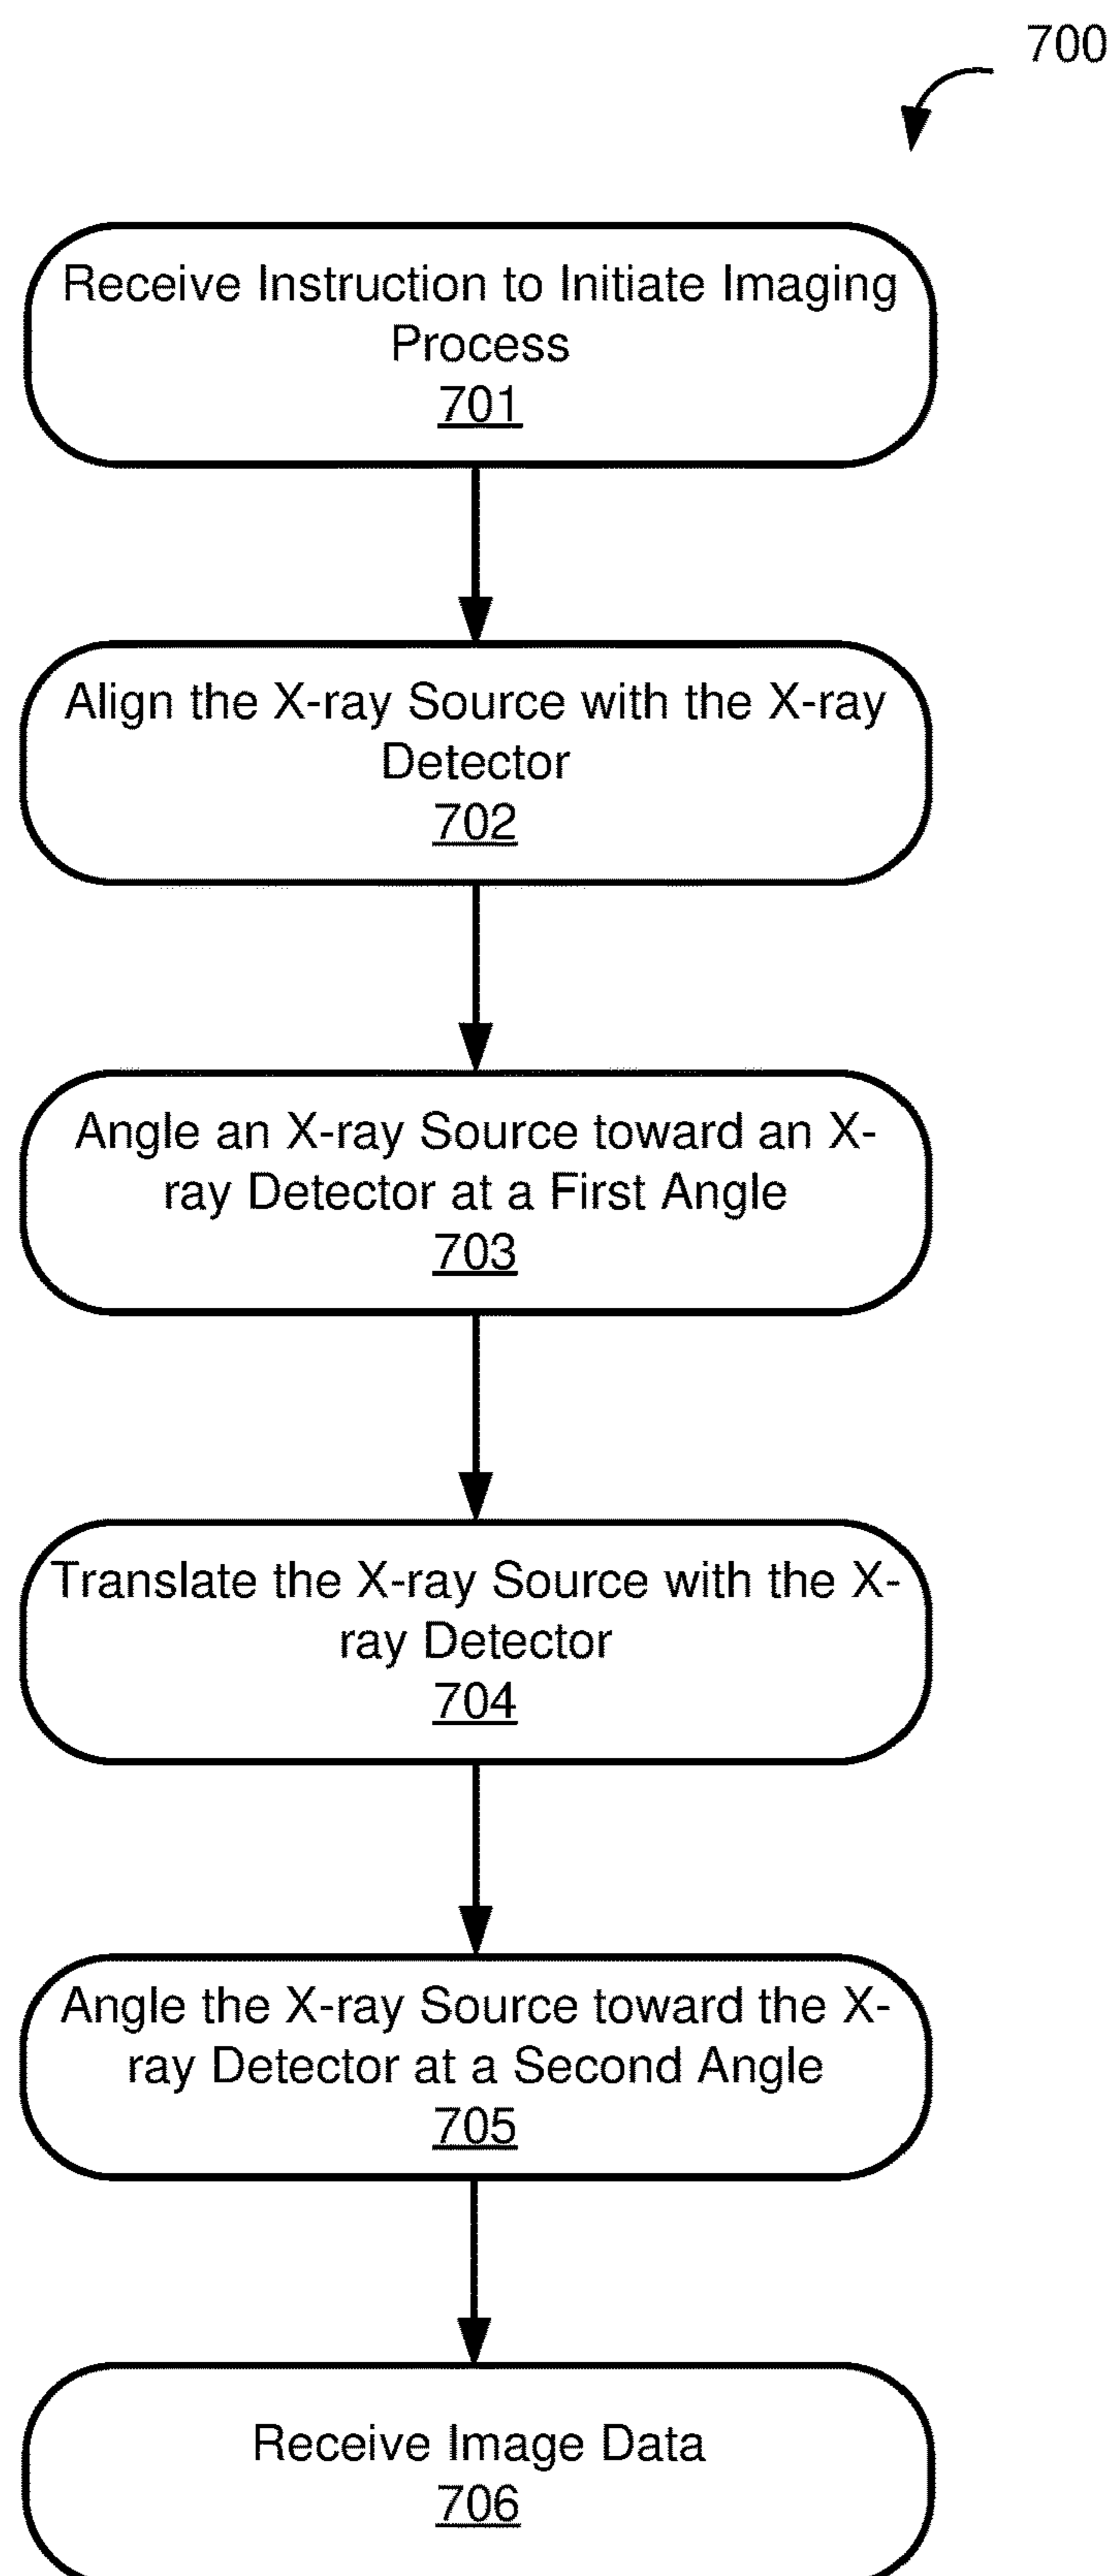 700
Receive Instruction to Initiate Imaging
Process
701
Align the X-ray Source with the X-ray
Detector
702
Angle an X-ray Source toward an X-
ray Detector at a First Angle
703
Translate the X-ray Source with the X-
ray Detector
704
Angle the X-ray Source toward the X-
ray Detector at a Second Angle
705
Receive Image Data
706